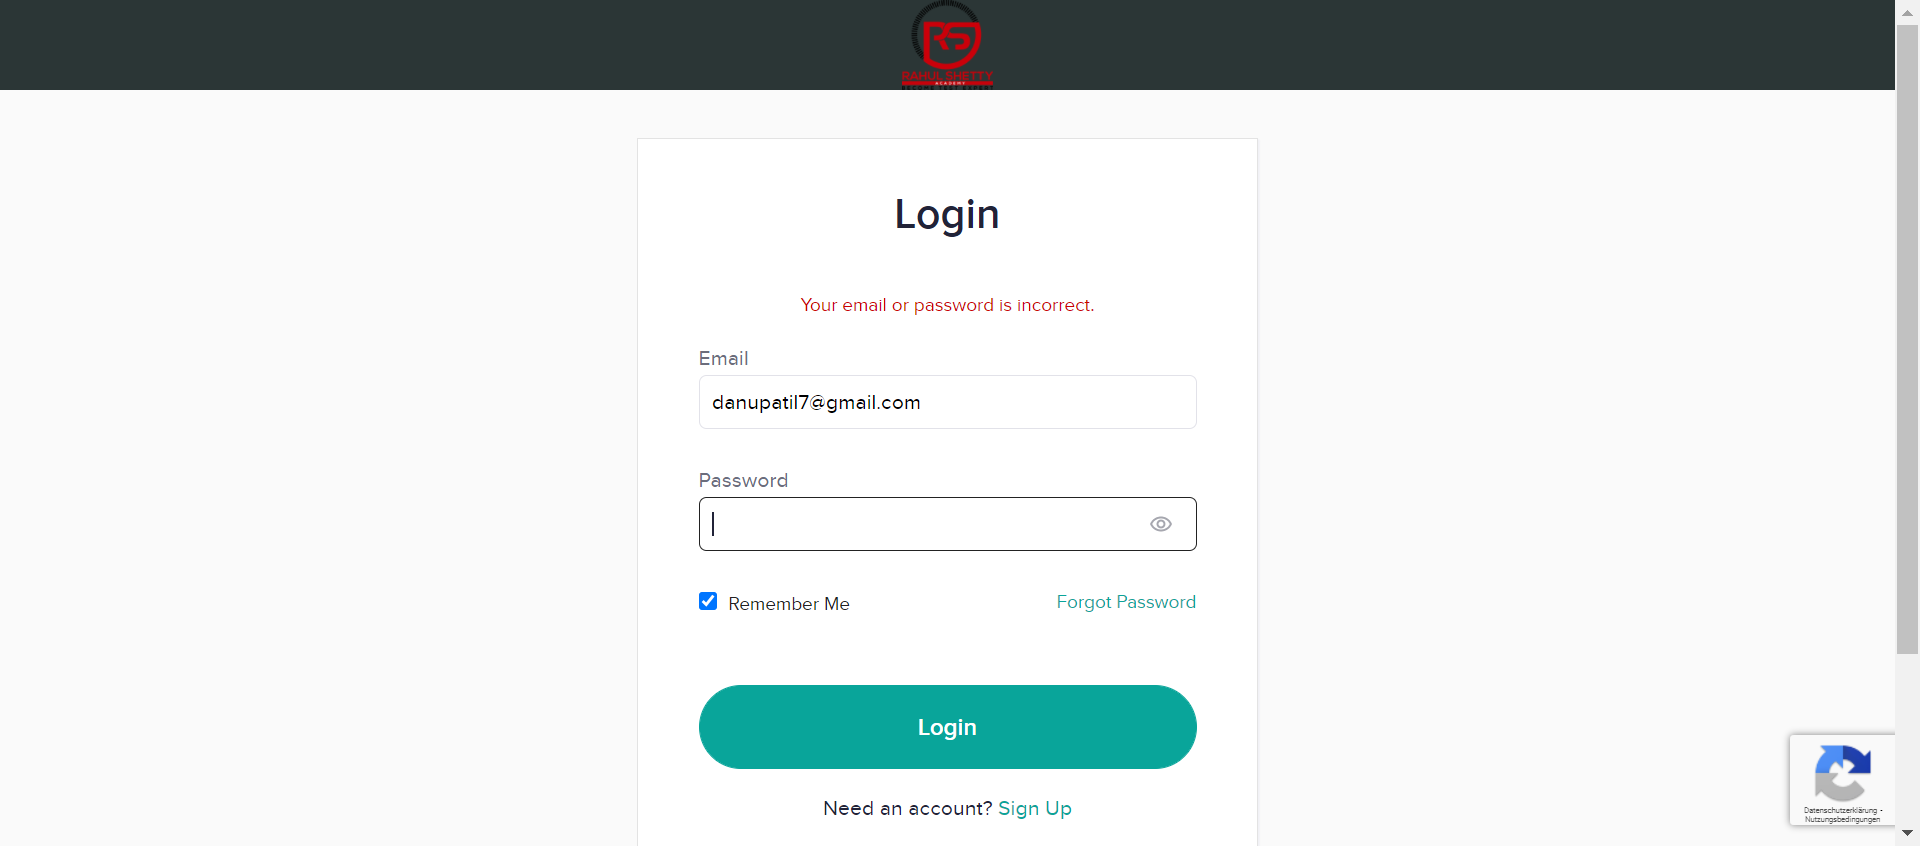 RS
RAHUL SHETTY
ACADEMY
Login
Your email or password is incorrect.
Email
danupatil7@gmail.com
Password
Remember Me
Forgot Password
Login
Need an account? Sign Up
Datenschutzerklärung -
Nutzungsbedingungen